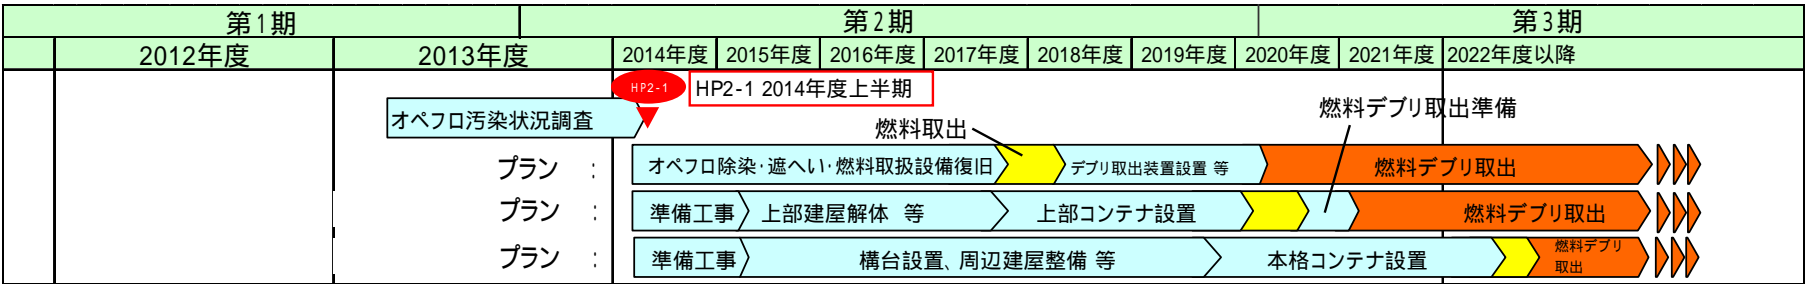 第1期 第2期 第3期
2012年度 2013年度 2014年度 2015年度 2016年度 2017年度 2018年度 2019年度 2020年度 2021年度 2022年度以降
HP2-1 HP2-1 2014年度上半期
オペフロ汚染状況調査
燃料取出
燃料デブリ取出準備
プラン : オペフロ除染・遮へい・燃料取扱設備復旧 デブリ取出装置設置 等 燃料デブリ取出
プラン : 準備工事 上部建屋解体 等 上部コンテナ設置 燃料デブリ取出
プラン : 準備工事 構台設置、周辺建屋整備 等 本格コンテナ設置 燃料デブリ
取出